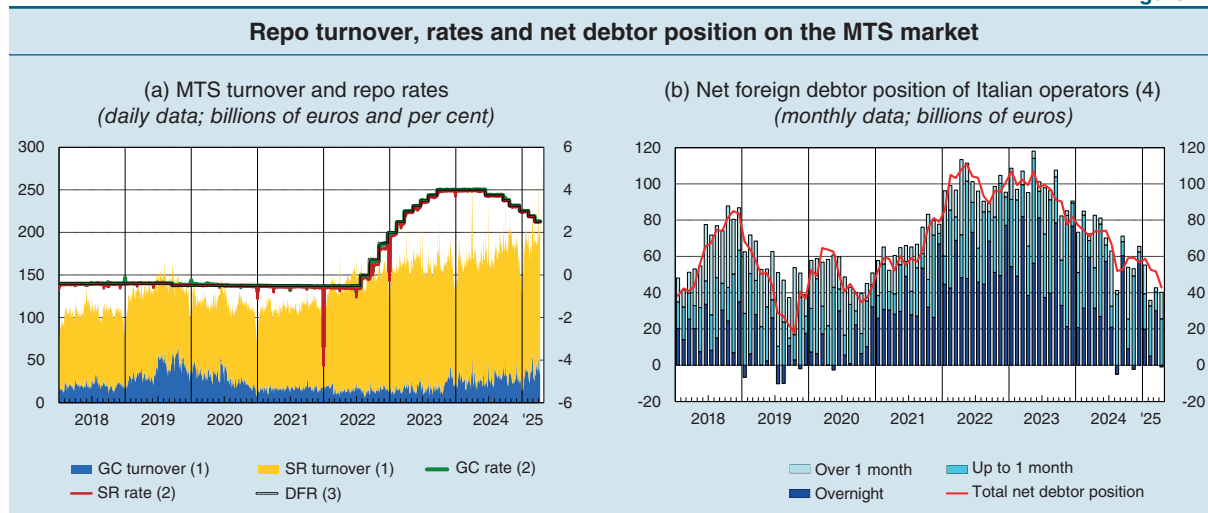 Repo turnover, rates and net debtor position on the MTS market
(a) MTS turnover and repo rates
(daily data; billions of euros and per cent)
300
250
200
150
100
50
0
6
4
2
0
-2
-4
-6
2018 2019 2020 2021 2022 2023 2024 '25
GC turnover (1) SR turnover (1) GC rate (2)
SR rate (2) DFR (3)
(b) Net foreign debtor position of Italian operators (4)
(monthly data; billions of euros)
120
100
80
60
40
20
0
-20
120
100
80
60
40
20
0
-20
2018 2019 2020 2021 2022 2023 2024 '25
Over 1 month Up to 1 month
Overnight Total net debtor position